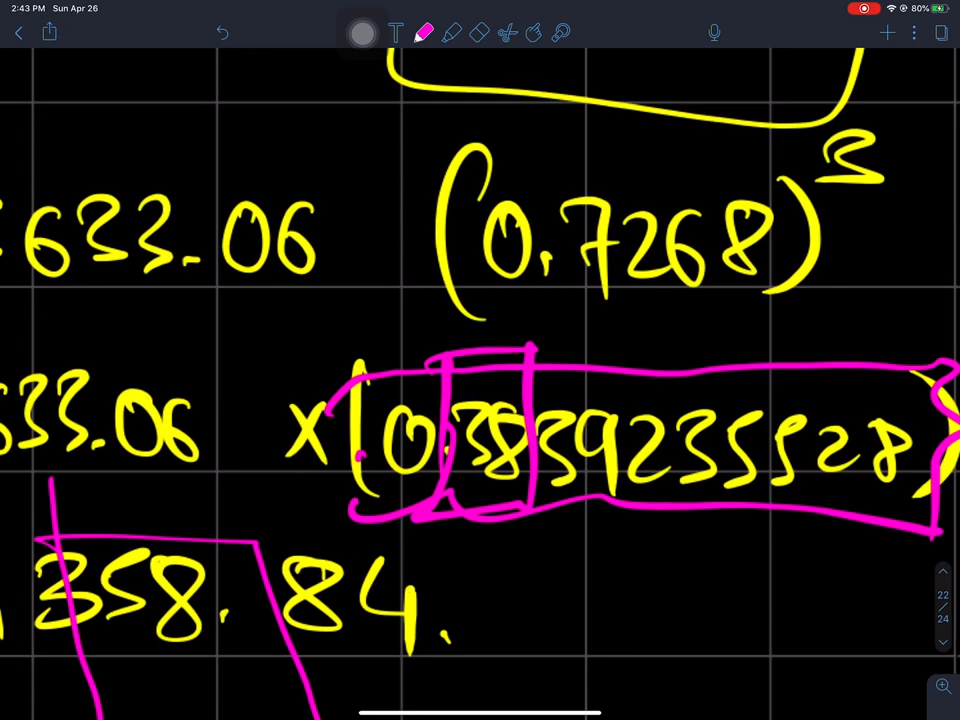 2:43 PM Sun Apr 26
80%
T
633.06 (0.7268)3
33.06 x(0.3839235528)
358.84.
22
/
24